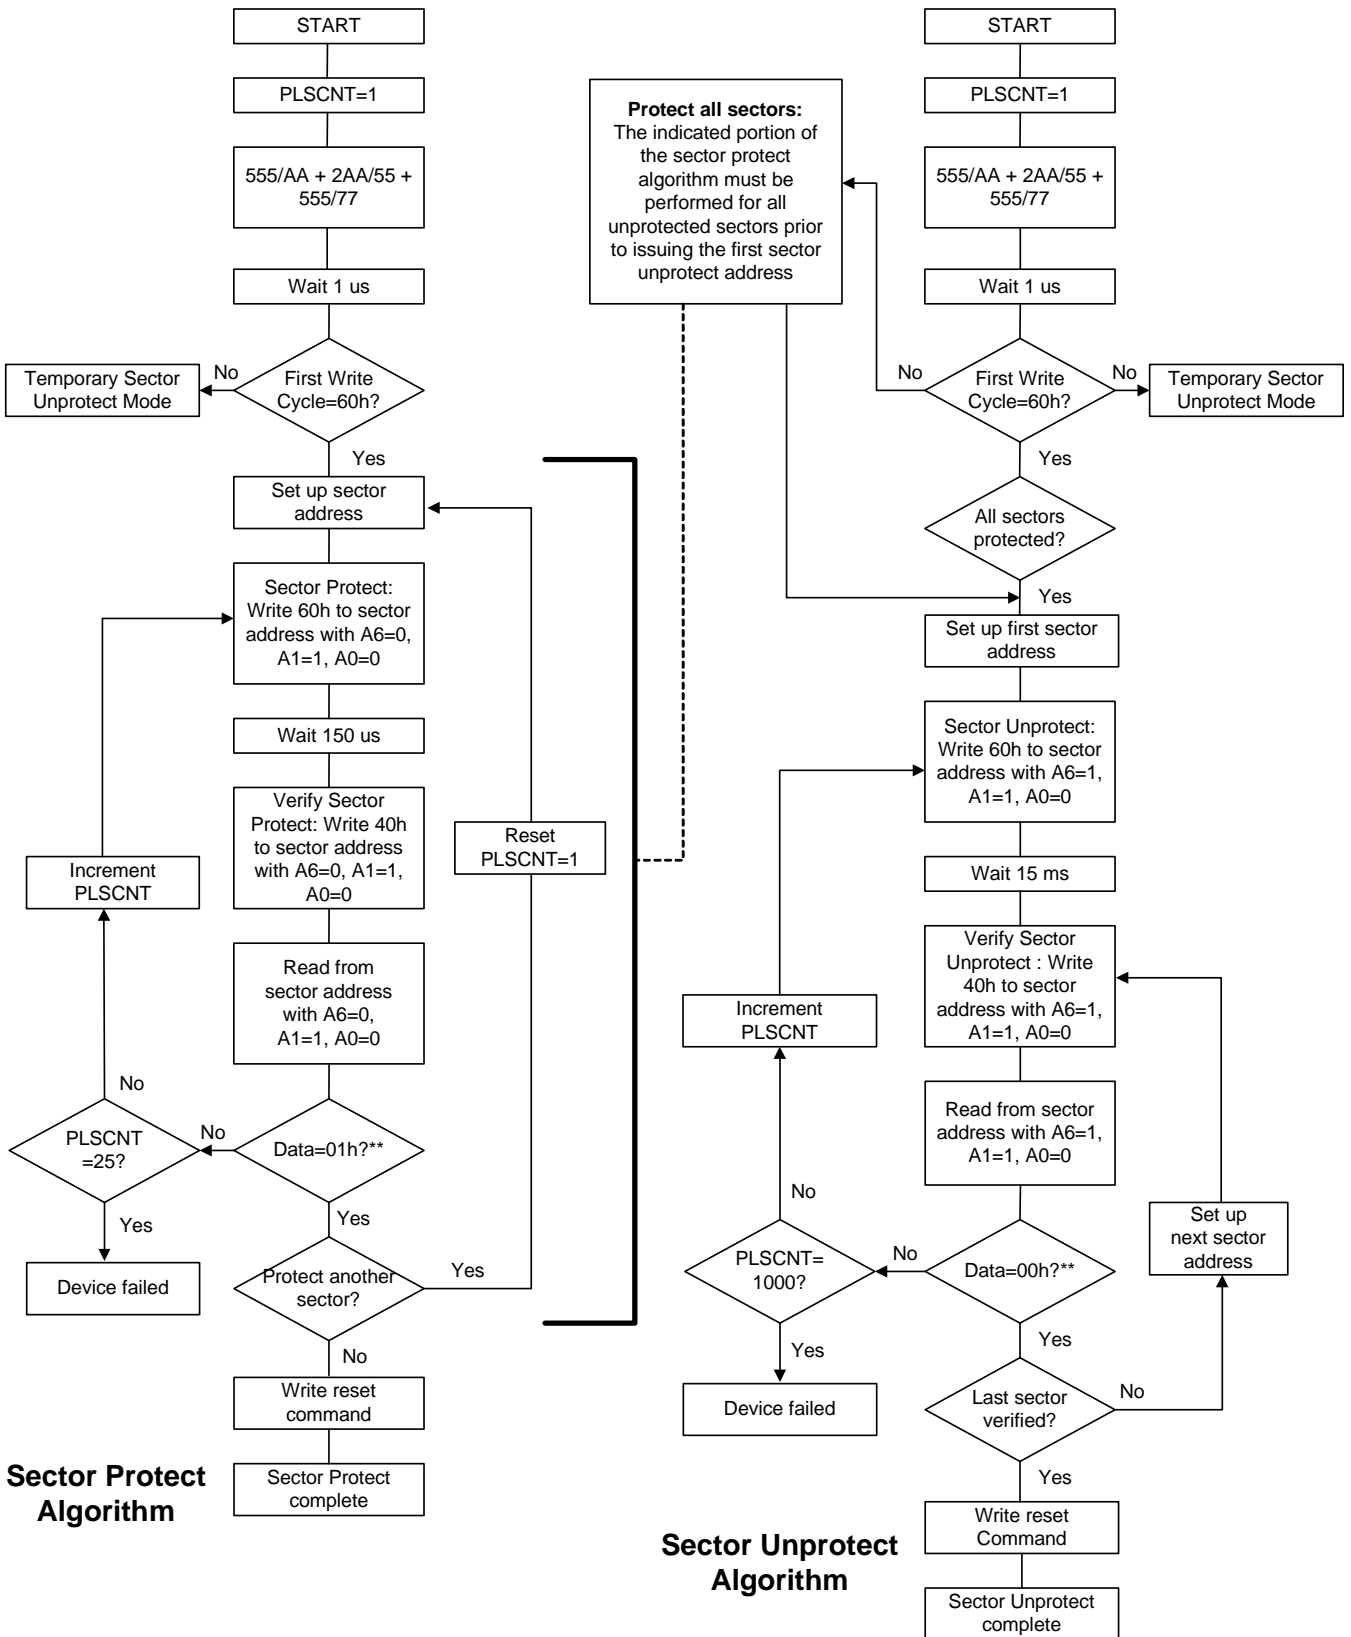 START
PLSCNT=1
555/AA + 2AA/55 +
555/77
Wait 1 us
First Write
Cycle=60h?
No
Temporary Sector
Unprotect Mode
Yes
Set up sector
address
Sector Protect:
Write 60h to sector
address with A6=0,
A1=1, A0=0
Wait 150 us
Verify Sector
Protect: Write 40h
to sector address
with A6=0, A1=1,
A0=0
Reset
PLSCNT=1
Increment
PLSCNT
Read from
sector address
with A6=0,
A1=1, A0=0
No
PLSCNT
=25?
No
Data=01h?**
Yes
Yes
Device failed
Protect another
sector?
Yes
No
Write reset
command
Sector Protect
complete
Sector Protect
Algorithm
Protect all sectors:
The indicated portion of
the sector protect
algorithm must be
performed for all
unprotected sectors prior
to issuing the first sector
unprotect address
START
PLSCNT=1
555/AA + 2AA/55 +
555/77
Wait 1 us
No
First Write
Cycle=60h?
No
Temporary Sector
Unprotect Mode
Yes
All sectors
protected?
Yes
Set up first sector
address
Sector Unprotect:
Write 60h to sector
address with A6=1,
A1=1, A0=0
Wait 15 ms
Verify Sector
Unprotect : Write
40h to sector
address with A6=1,
A1=1, A0=0
Increment
PLSCNT
Read from sector
address with A6=1,
A1=1, A0=0
No
Set up
next sector
address
PLSCNT=
1000?
No
Data=00h?**
Yes
Yes
Device failed
Last sector
verified?
No
Yes
Write reset
Command
Sector Unprotect
complete
Sector Unprotect
Algorithm